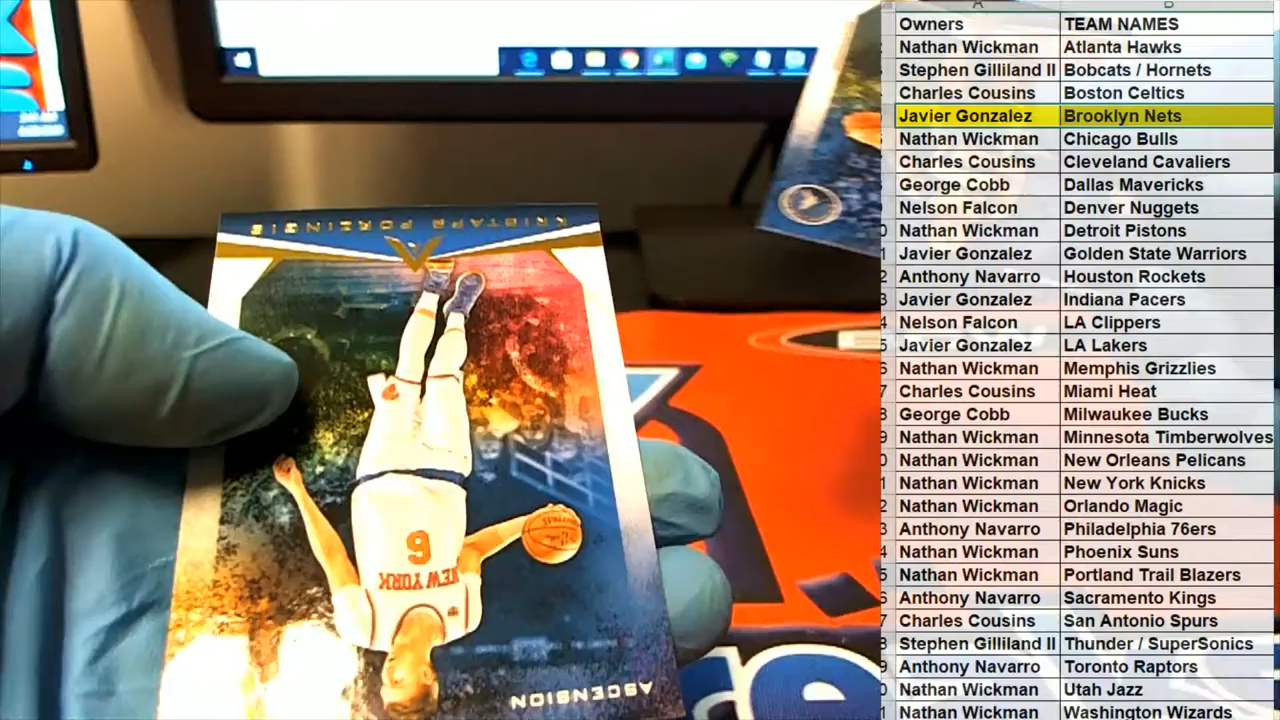 A B
Owners TEAM NAMES
Nathan Wickman Atlanta Hawks
Stephen Gilliland II Bobcats / Hornets
Charles Cousins Boston Celtics
Javier Gonzalez Brooklyn Nets
Nathan Wickman Chicago Bulls
Charles Cousins Cleveland Cavaliers
George Cobb Dallas Mavericks
Nelson Falcon Denver Nuggets
Nathan Wickman Detroit Pistons
Javier Gonzalez Golden State Warriors
Anthony Navarro Houston Rockets
Javier Gonzalez Indiana Pacers
Nelson Falcon LA Clippers
Javier Gonzalez LA Lakers
Nathan Wickman Memphis Grizzlies
Charles Cousins Miami Heat
George Cobb Milwaukee Bucks
Nathan Wickman Minnesota Timberwolves
Nathan Wickman New Orleans Pelicans
Nathan Wickman New York Knicks
Nathan Wickman Orlando Magic
Anthony Navarro Philadelphia 76ers
Nathan Wickman Phoenix Suns
Nathan Wickman Portland Trail Blazers
Anthony Navarro Sacramento Kings
Charles Cousins San Antonio Spurs
Stephen Gilliland II Thunder / SuperSonics
Anthony Navarro Toronto Raptors
Nathan Wickman Utah Jazz
Nathan Wickman Washington Wizards
KRISTAPS PORZINGIS
NEW YORK
6
ASCENSION